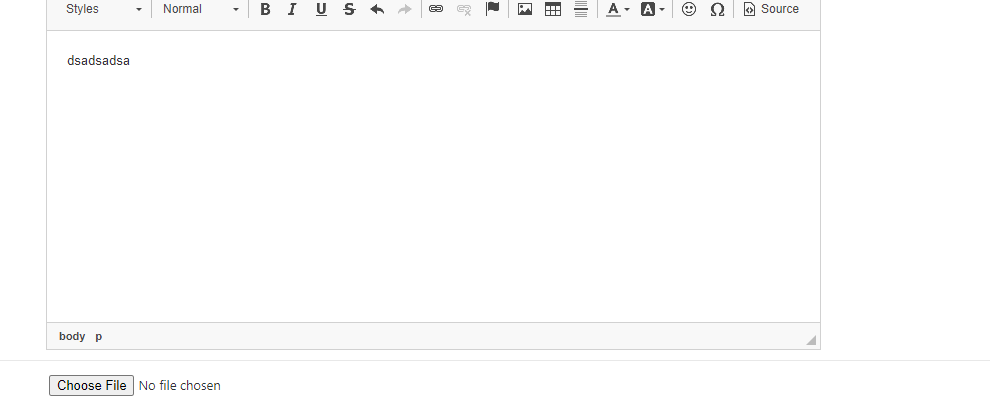 Styles Normal B I U S A A Ω Source
dsadsadsa
body p
Choose File No file chosen